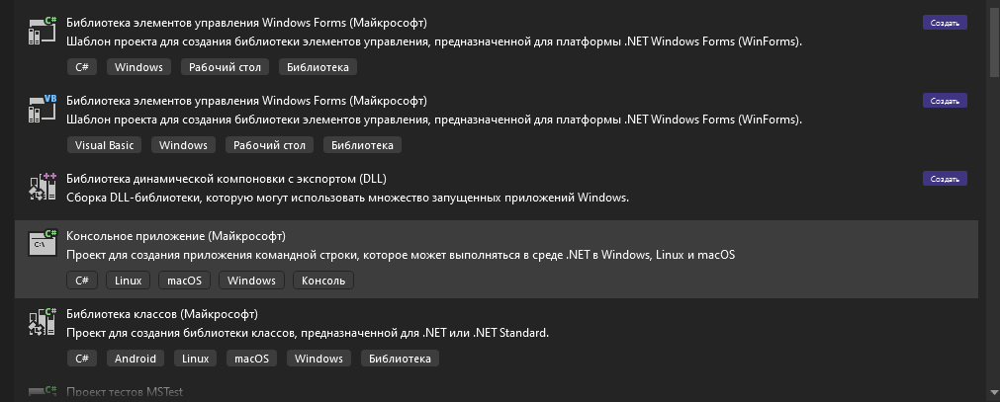 C# Библиотека элементов управления Windows Forms (Майкрософт) Создать
Шаблон проекта для создания библиотеки элементов управления, предназначенной для платформы .NET Windows Forms (WinForms).
C# Windows Рабочий стол Библиотека
VB Библиотека элементов управления Windows Forms (Майкрософт) Создать
Шаблон проекта для создания библиотеки элементов управления, предназначенной для платформы .NET Windows Forms (WinForms).
Visual Basic Windows Рабочий стол Библиотека
++ Библиотека динамической компоновки с экспортом (DLL) Создать
Сборка DLL-библиотеки, которую могут использовать множество запущенных приложений Windows.
C# Консольное приложение (Майкрософт)
C:\ Проект для создания приложения командной строки, которое может выполняться в среде .NET в Windows, Linux и macOS
C# Linux macOS Windows Консоль
C# Библиотека классов (Майкрософт)
Проект для создания библиотеки классов, предназначенной для .NET или .NET Standard.
C# Android Linux macOS Windows Библиотека
C# Проект тестов MSTest